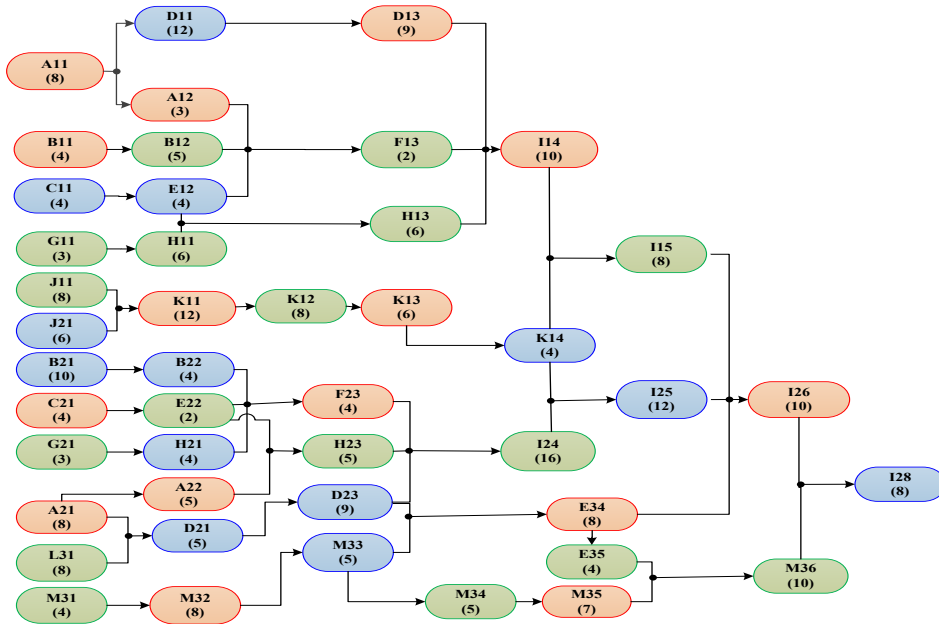 D11
(12)
D13
(9)
A11
(8)
A12
(3)
B11
(4)
B12
(5)
F13
(2)
I14
(10)
C11
(4)
E12
(4)
H13
(6)
G11
(3)
H11
(6)
I15
(8)
J11
(8)
K11
(12)
K12
(8)
K13
(6)
J21
(6)
K14
(4)
B21
(10)
B22
(4)
C21
(4)
E22
(2)
F23
(4)
I25
(12)
I26
(10)
G21
(3)
H21
(4)
H23
(5)
I24
(16)
A22
(5)
I28
(8)
A21
(8)
D21
(5)
D23
(9)
E34
(8)
L31
(8)
M33
(5)
E35
(4)
M36
(10)
M31
(4)
M32
(8)
M34
(5)
M35
(7)